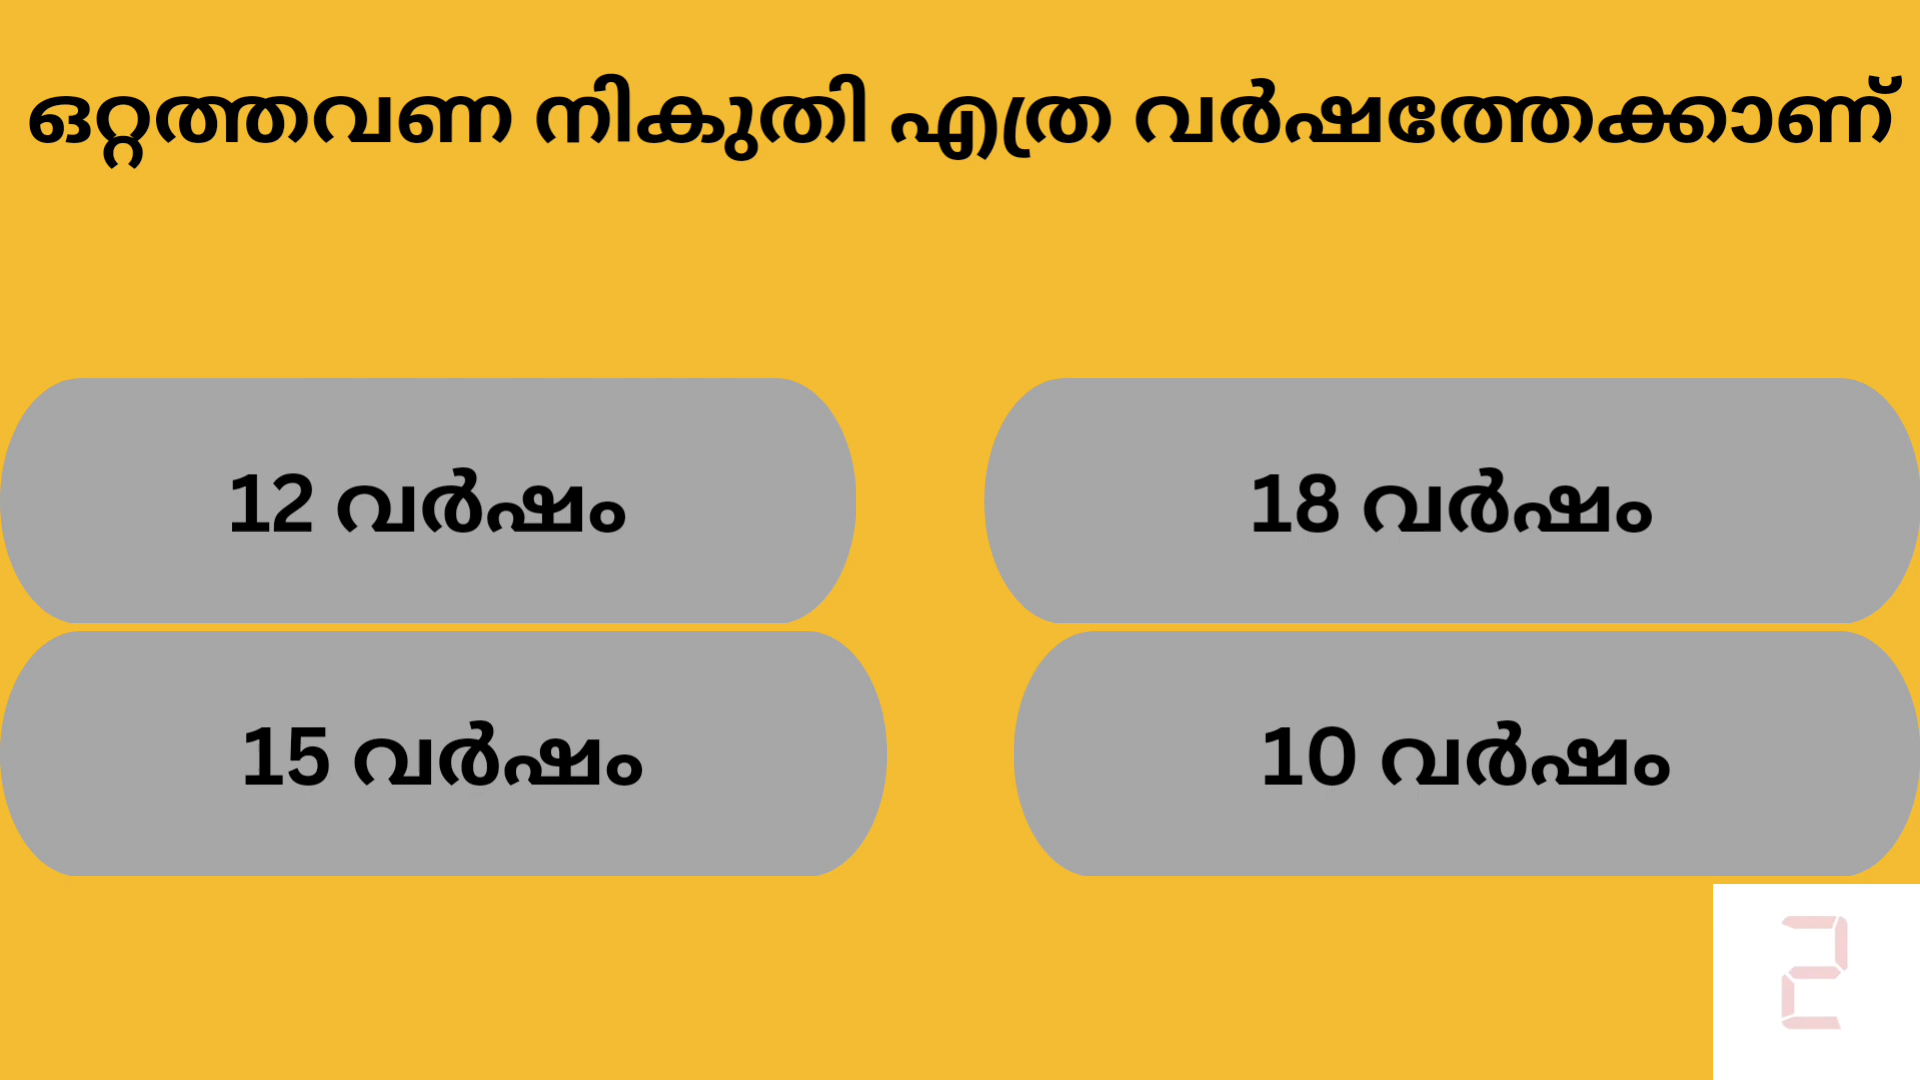 ഒറ്റത്തവണ നികുതി എത്ര വർഷത്തേക്കാണ്
12 വർഷം
18 വർഷം
15 വർഷം
10 വർഷം
2